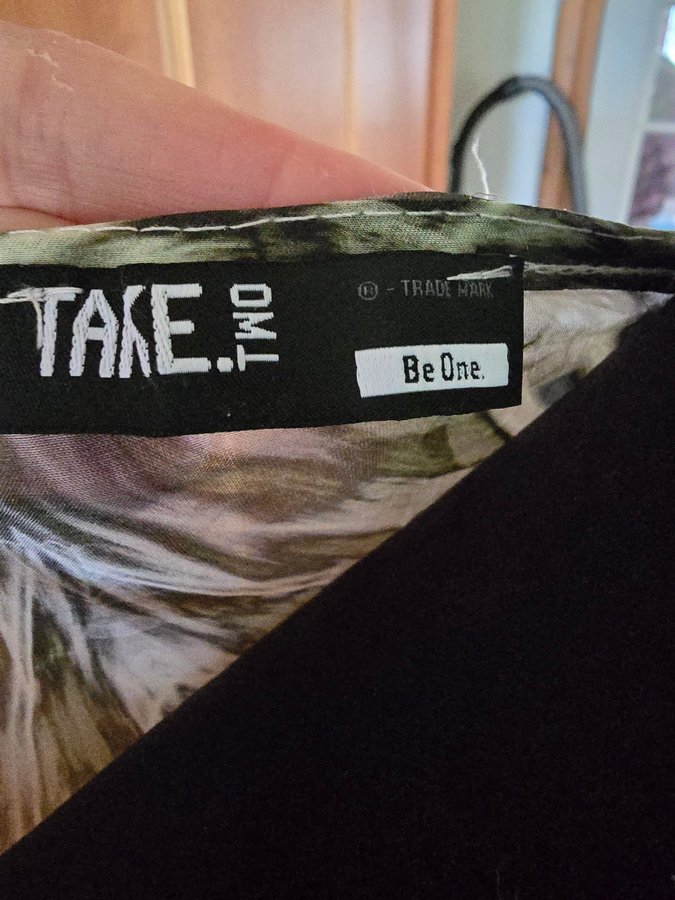 TAKE.
TWO
® - TRADE MARK
Be One.